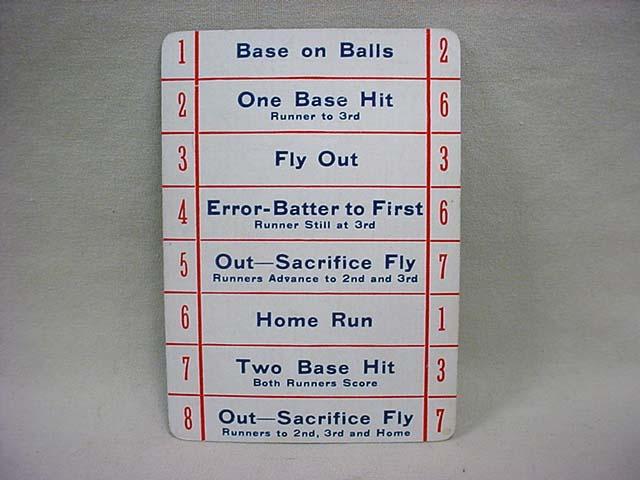 1 Base on Balls 2
2 One Base Hit 6
Runner to 3rd
3 Fly Out 3
4 Error-Batter to First 6
Runner Still at 3rd
5 Out—Sacrifice Fly 7
Runners Advance to 2nd and 3rd
6 Home Run 1
7 Two Base Hit 3
Both Runners Score
8 Out—Sacrifice Fly 7
Runners to 2nd, 3rd and Home